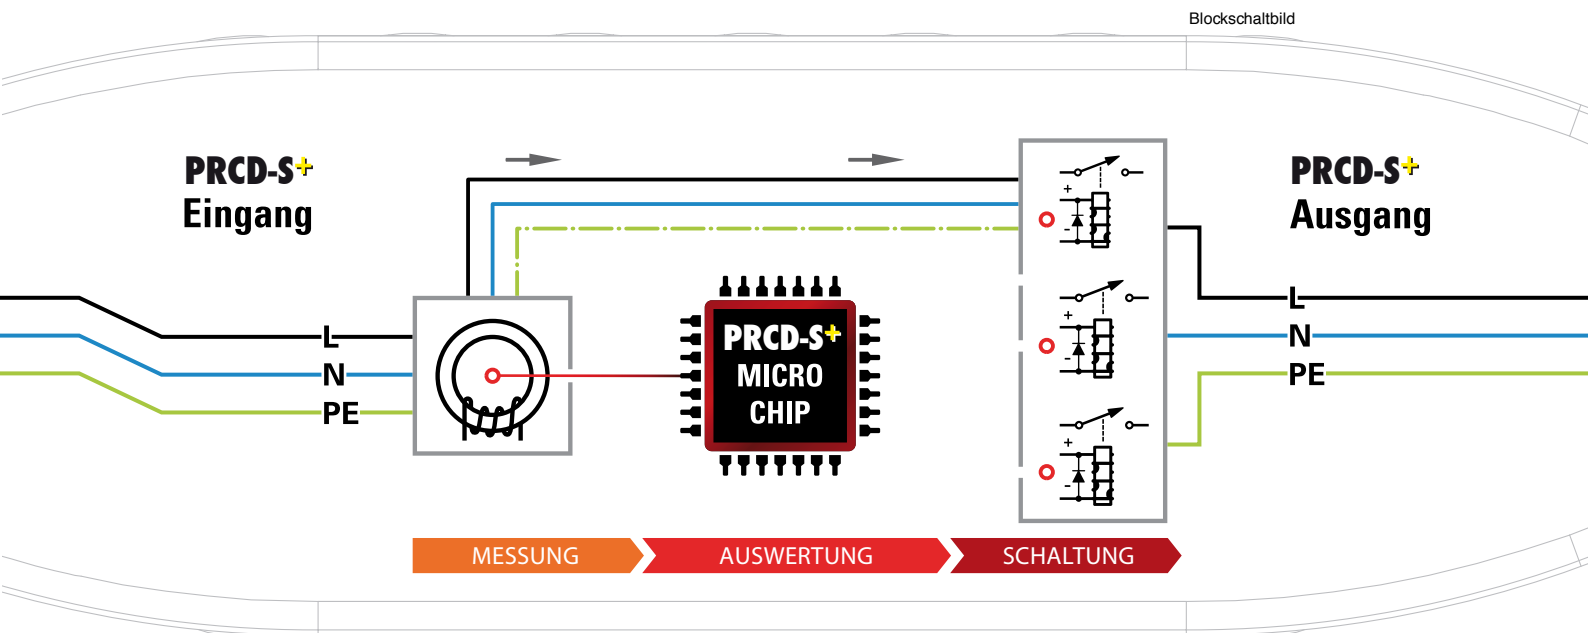 Blockschaltbild
PRCD-S+
Eingang
PRCD-S+
Ausgang
L
N
PE
PRCD-S+
MICRO
CHIP
+
-
+
-
+
-
L
N
PE
MESSUNG
AUSWERTUNG
SCHALTUNG